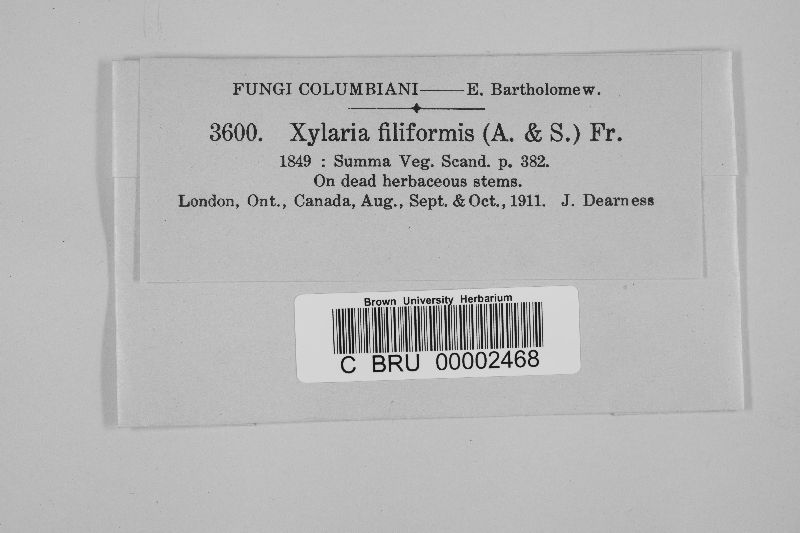 FUNGI COLUMBIANI——E. Bartholomew.
3600. Xylaria filiformis (A. & S.) Fr.
1849 : Summa Veg. Scand. p. 382.
On dead herbaceous stems.
London, Ont., Canada, Aug., Sept. & Oct., 1911. J. Dearness
Brown University Herbarium
C BRU 00002468